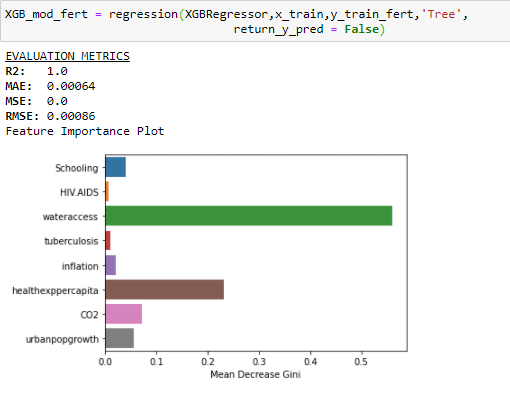 XGB_mod_fert = regression(XGBRegressor,x_train,y_train_fert,'Tree',
return_y_pred = False)
EVALUATION METRICS
R2: 1.0
MAE: 0.00064
MSE: 0.0
RMSE: 0.00086
Feature Importance Plot
Schooling
HIV.AIDS
wateraccess
tuberculosis
inflation
healthexppercapita
CO2
urbanpopgrowth
0.0 0.1 0.2 0.3 0.4 0.5
Mean Decrease Gini